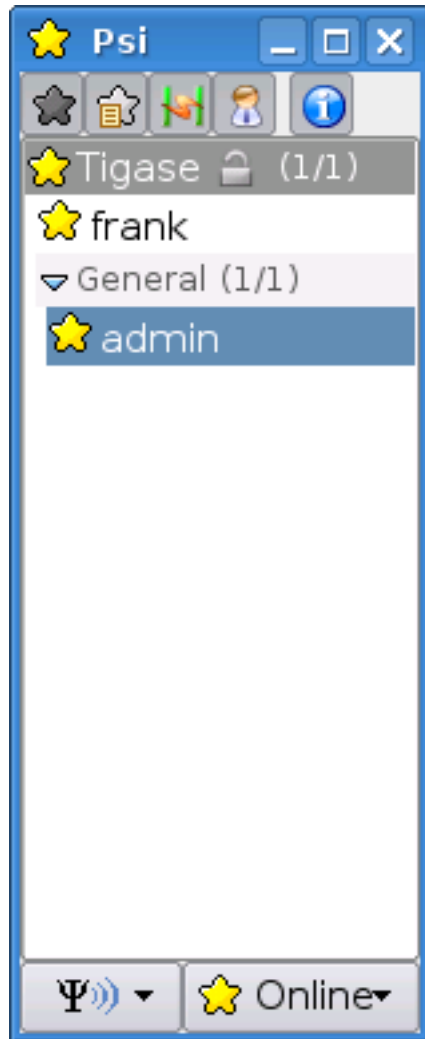 Psi
Tigase (1/1)
frank
General (1/1)
admin
Ψ Online